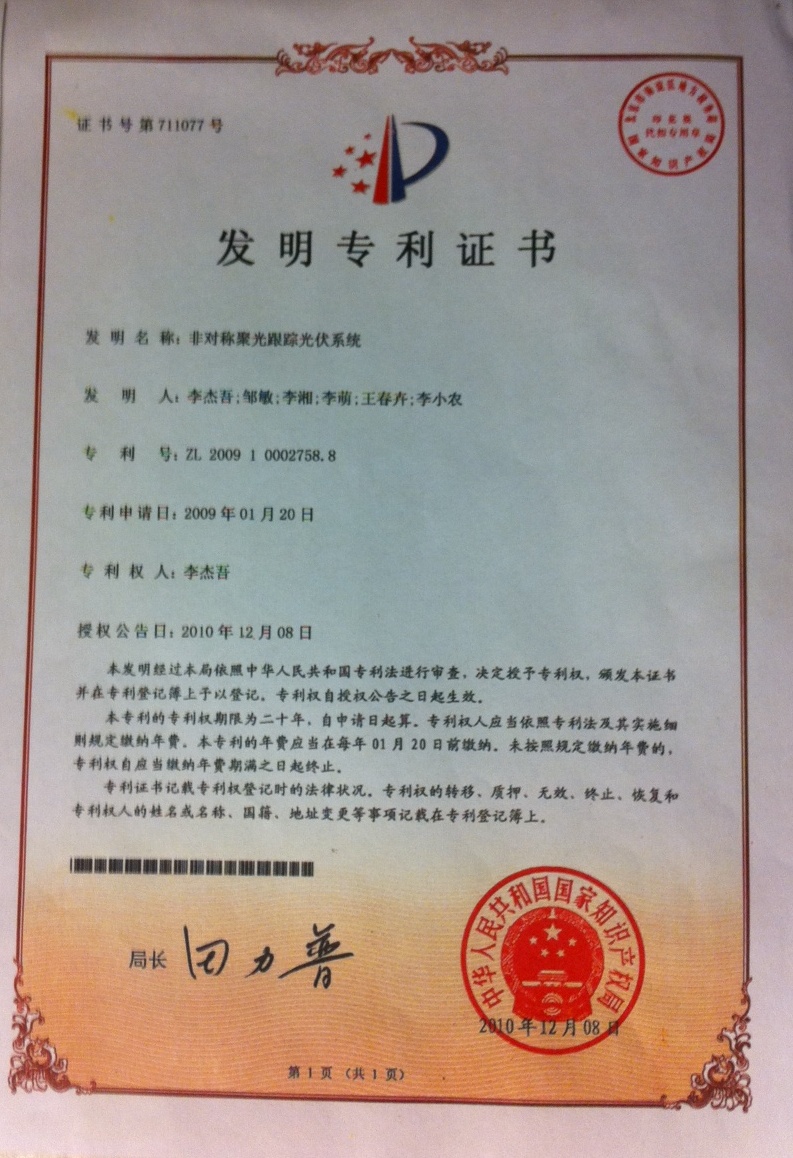 证书号第711077号
印花税
代扣专用章
国家知识产权局
发明专利证书
发明名称：非对称聚光跟踪光伏系统
发明人：李杰吾;邹敏;李湘;李萌;王春卉;李小农
专利号：ZL 2009 1 0002758.8
专利申请日：2009年01月20日
专利权人：李杰吾
授权公告日：2010年12月08日
本发明经过本局依照中华人民共和国专利法进行审查，决定授予专利权，颁发本证书
并在专利登记簿上予以登记。专利权自授权公告之日起生效。
本专利的专利权期限为二十年，自申请日起算。专利权人应当依照专利法及其实施细
则规定缴纳年费。本专利的年费应当在每年01月20日前缴纳。未按照规定缴纳年费的，
专利权自应当缴纳年费期满之日起终止。
专利证书记载专利权登记时的法律状况。专利权的转移、质押、无效、终止、恢复和
专利权人的姓名或名称、国籍、地址变更等事项记载在专利登记簿上。
局长 田力普
中华人民共和国国家知识产权局
2010年12月08日
第1页（共1页）